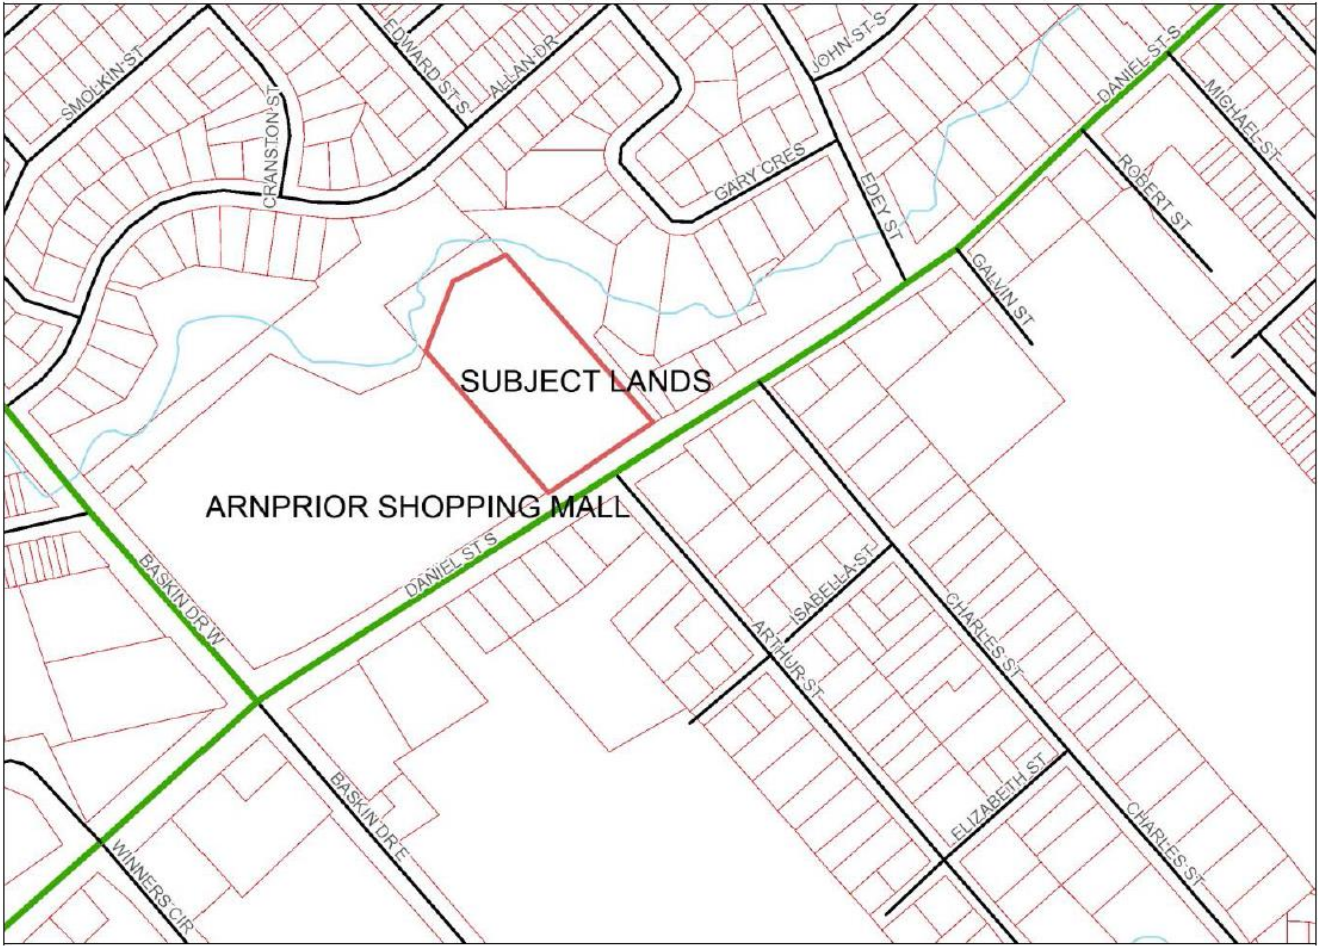 SMOLKIN ST
CRANSTON ST
EDWARD ST S
ALLAN DR
JOHN ST S
DANIEL ST S
MICHAEL ST
ROBERT ST
GARY CRES
EDEY ST
GALVIN ST
SUBJECT LANDS
ARNPRIOR SHOPPING MALL
DANIEL ST S
BASKIN DR W
ISABELLA ST
CHARLES ST
ARTHUR ST
BASKIN DR E
ELIZABETH ST
CHARLES ST
WINNERS CIR